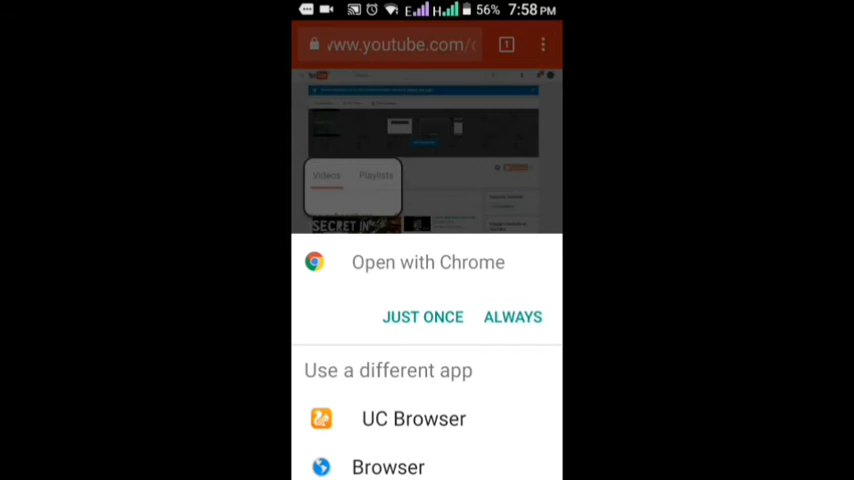 E H 56% 7:58 PM
www.youtube.com/c 1
Videos Playlists
SECRET IN
Open with Chrome
JUST ONCE ALWAYS
Use a different app
UC Browser
Browser